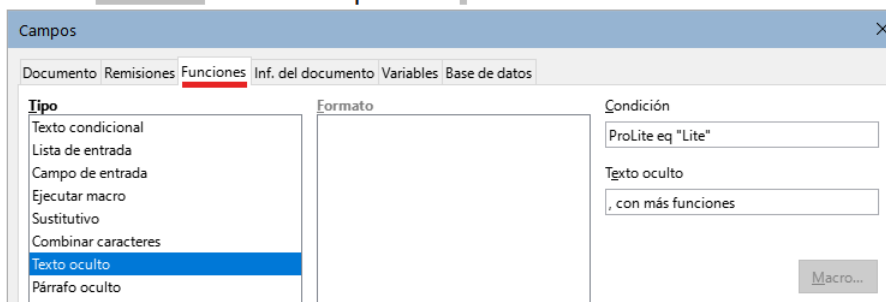 Campos
Documento Remisiones Funciones Inf. del documento Variables Base de datos
Tipo
Texto condicional
Lista de entrada
Campo de entrada
Ejecutar macro
Sustitutivo
Combinar caracteres
Texto oculto
Párrafo oculto
Formato
Condición
ProLite eq "Lite"
Texto oculto
, con más funciones
Macro...